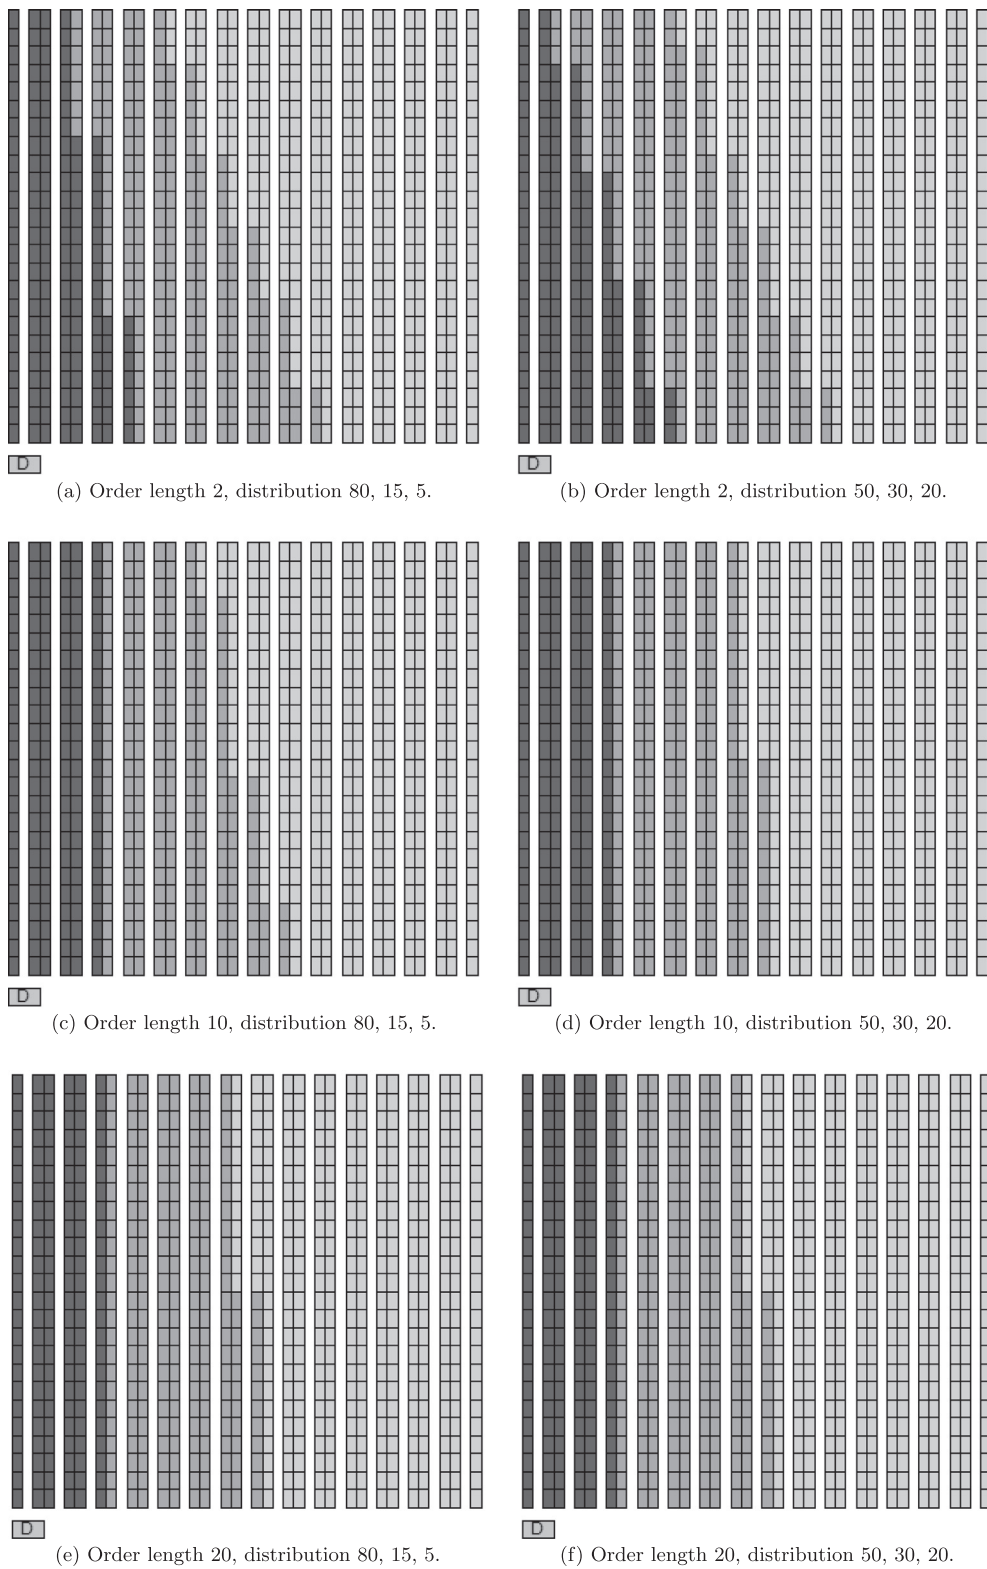 D
D
(a) Order length 2, distribution 80, 15, 5.
(b) Order length 2, distribution 50, 30, 20.
D
D
(c) Order length 10, distribution 80, 15, 5.
(d) Order length 10, distribution 50, 30, 20.
D
D
(e) Order length 20, distribution 80, 15, 5.
(f) Order length 20, distribution 50, 30, 20.